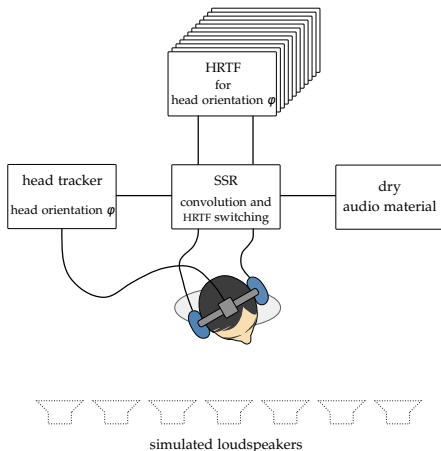 HRTF
for
head orientation φ
head tracker
head orientation φ
SSR
convolution and
HRTF switching
dry
audio material
simulated loudspeakers